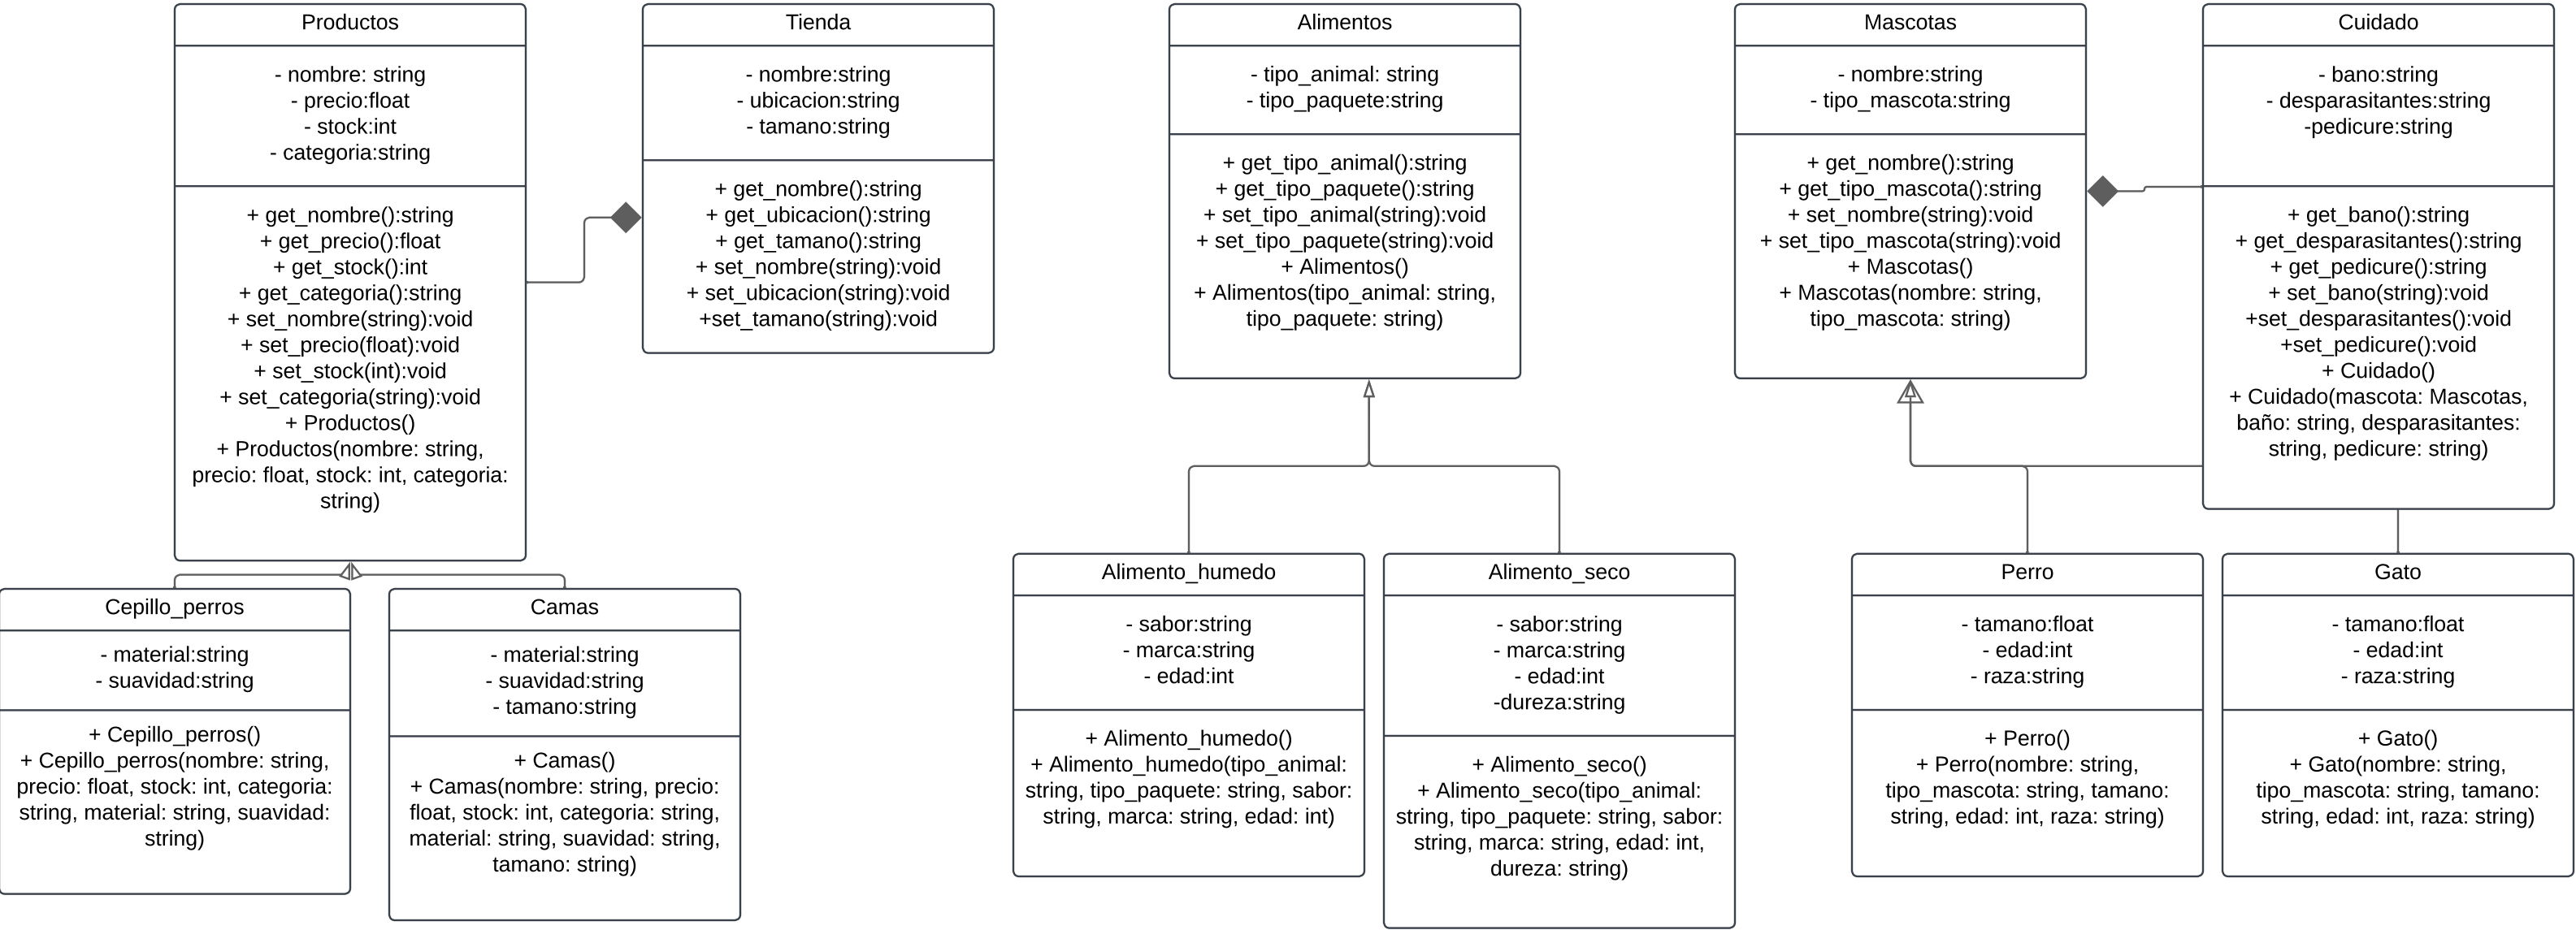 Productos
- nombre: string
- precio:float
- stock:int
- categoria:string
+ get_nombre():string
+ get_precio():float
+ get_stock():int
+ get_categoria():string
+ set_nombre(string):void
+ set_precio(float):void
+ set_stock(int):void
+ set_categoria(string):void
+ Productos()
+ Productos(nombre: string,
precio: float, stock: int, categoria:
string)
Tienda
- nombre:string
- ubicacion:string
- tamano:string
+ get_nombre():string
+ get_ubicacion():string
+ get_tamano():string
+ set_nombre(string):void
+ set_ubicacion(string):void
+set_tamano(string):void
Alimentos
- tipo_animal: string
- tipo_paquete:string
+ get_tipo_animal():string
+ get_tipo_paquete():string
+ set_tipo_animal(string):void
+ set_tipo_paquete(string):void
+ Alimentos()
+ Alimentos(tipo_animal: string,
tipo_paquete: string)
Mascotas
- nombre:string
- tipo_mascota:string
+ get_nombre():string
+ get_tipo_mascota():string
+ set_nombre(string):void
+ set_tipo_mascota(string):void
+ Mascotas()
+ Mascotas(nombre: string,
tipo_mascota: string)
Cuidado
- bano:string
- desparasitantes:string
-pedicure:string
+ get_bano():string
+ get_desparasitantes():string
+ get_pedicure():string
+ set_bano(string):void
+set_desparasitantes():void
+set_pedicure():void
+ Cuidado()
+ Cuidado(mascota: Mascotas,
baño: string, desparasitantes:
string, pedicure: string)
Cepillo_perros
- material:string
- suavidad:string
+ Cepillo_perros()
+ Cepillo_perros(nombre: string,
precio: float, stock: int, categoria:
string, material: string, suavidad:
string)
Camas
- material:string
- suavidad:string
- tamano:string
+ Camas()
+ Camas(nombre: string, precio:
float, stock: int, categoria: string,
material: string, suavidad: string,
tamano: string)
Alimento_humedo
- sabor:string
- marca:string
- edad:int
+ Alimento_humedo()
+ Alimento_humedo(tipo_animal:
string, tipo_paquete: string, sabor:
string, marca: string, edad: int)
Alimento_seco
- sabor:string
- marca:string
- edad:int
-dureza:string
+ Alimento_seco()
+ Alimento_seco(tipo_animal:
string, tipo_paquete: string, sabor:
string, marca: string, edad: int,
dureza: string)
Perro
- tamano:float
- edad:int
- raza:string
+ Perro()
+ Perro(nombre: string,
tipo_mascota: string, tamano:
string, edad: int, raza: string)
Gato
- tamano:float
- edad:int
- raza:string
+ Gato()
+ Gato(nombre: string,
tipo_mascota: string, tamano:
string, edad: int, raza: string)